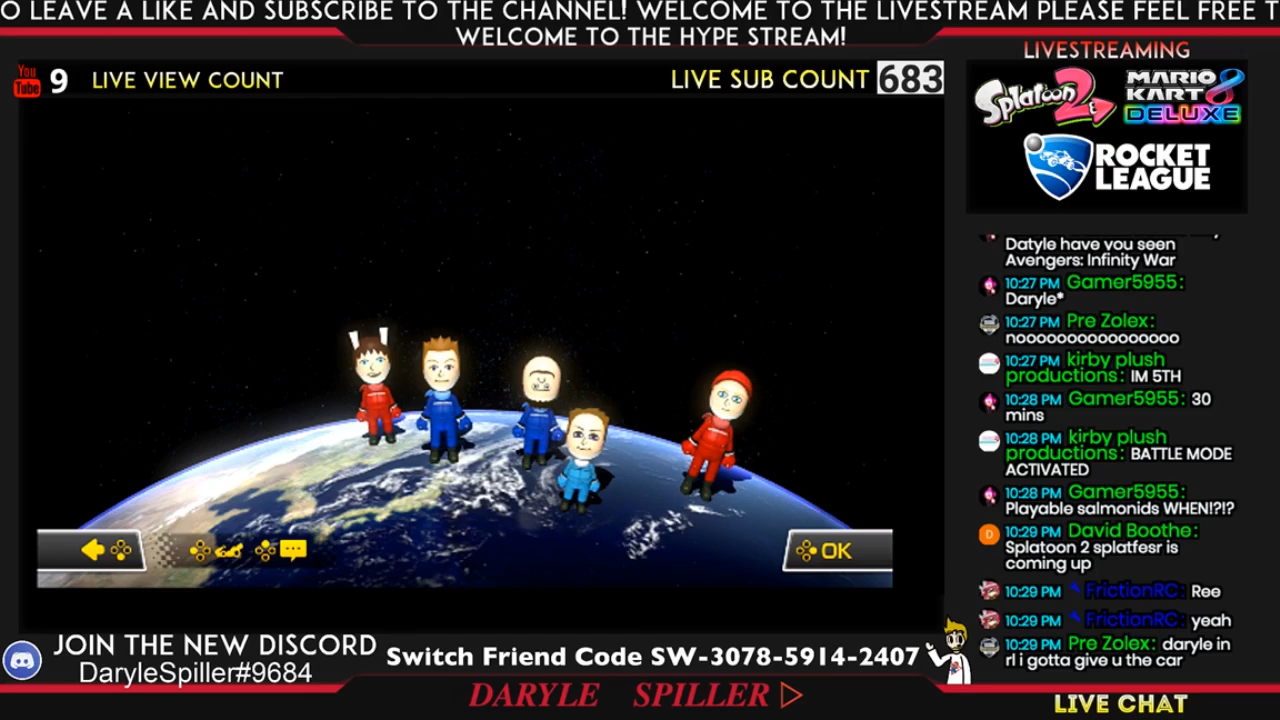 O LEAVE A LIKE AND SUBSCRIBE TO THE CHANNEL! WELCOME TO THE LIVESTREAM PLEASE FEEL FREE T
WELCOME TO THE HYPE STREAM!
You Tube 9 LIVE VIEW COUNT
LIVE SUB COUNT 683
LIVESTREAMING
Splatoon 2
MARIO KART 8 DELUXE
ROCKET LEAGUE
Datyle have you seen
Avengers: Infinity War
10:27 PM Gamer5955:
Daryle*
10:27 PM Pre Zolex:
noooooooooooooooo
10:27 PM kirby plush
productions: IM 5TH
10:28 PM Gamer5955: 30
mins
10:28 PM kirby plush
productions: BATTLE MODE
ACTIVATED
10:28 PM Gamer5955:
Playable salmonids WHEN!?!?
D 10:29 PM David Boothe:
Splatoon 2 splatfesr is
coming up
10:29 PM FrictionRC: Ree
10:29 PM FrictionRC: yeah
10:29 PM Pre Zolex: daryle in
rl i gotta give u the car
OK
JOIN THE NEW DISCORD
DaryleSpiller#9684
Switch Friend Code SW-3078-5914-2407
DARYLE SPILLER
LIVE CHAT